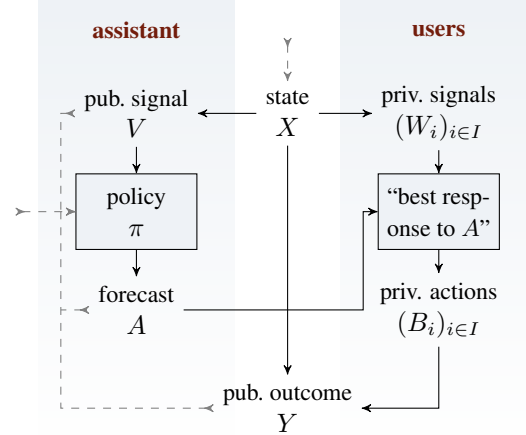 assistant
users
pub. signal
V
state
X
priv. signals
(W_i)_{i∈I}
policy
π
“best resp-
onse to A”
forecast
A
priv. actions
(B_i)_{i∈I}
pub. outcome
Y